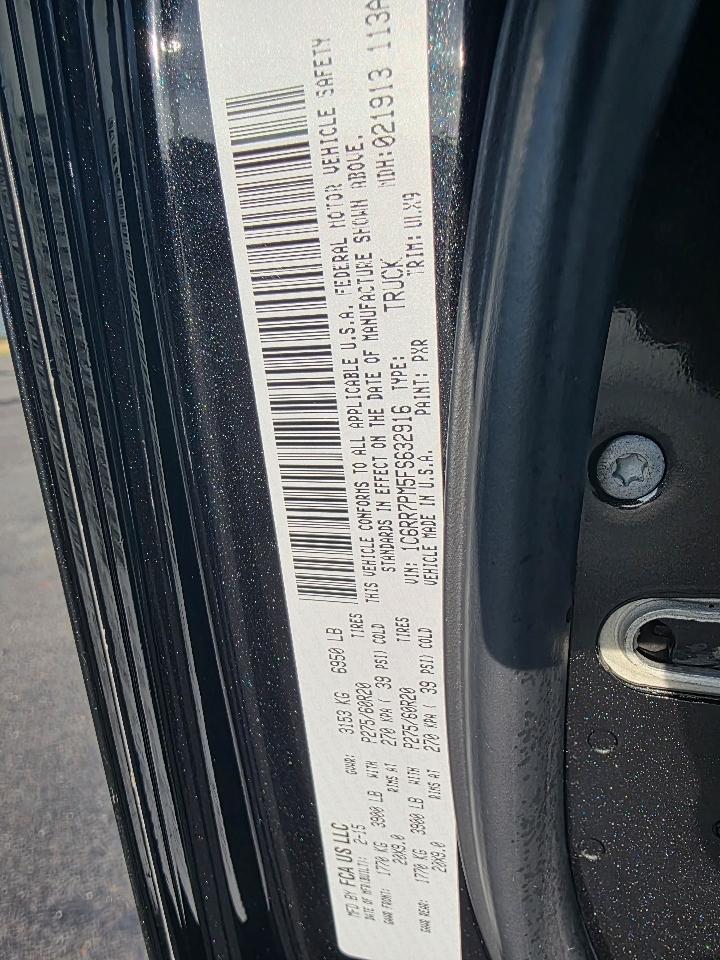 MFD BY FCA US LLC
DATE OF MFR(BUILT): 2-15 GVWR: 3153 KG 6950 LB
GAWR FRONT: 1770 KG 3900 LB WITH P275/60R20 TIRES
20X9.0 RIMS AT 270 KPA ( 39 PSI) COLD
GAWR REAR: 1770 KG 3900 LB WITH P275/60R20 TIRES
20X9.0 RIMS AT 270 KPA ( 39 PSI) COLD
THIS VEHICLE CONFORMS TO ALL APPLICABLE U.S.A. FEDERAL MOTOR VEHICLE SAFETY
STANDARDS IN EFFECT ON THE DATE OF MANUFACTURE SHOWN ABOVE.
VIN: 1C6RR7PM5FS632916 TYPE: TRUCK MDH:021913 113A
VEHICLE MADE IN U.S.A. PAINT: PXR TRIM: